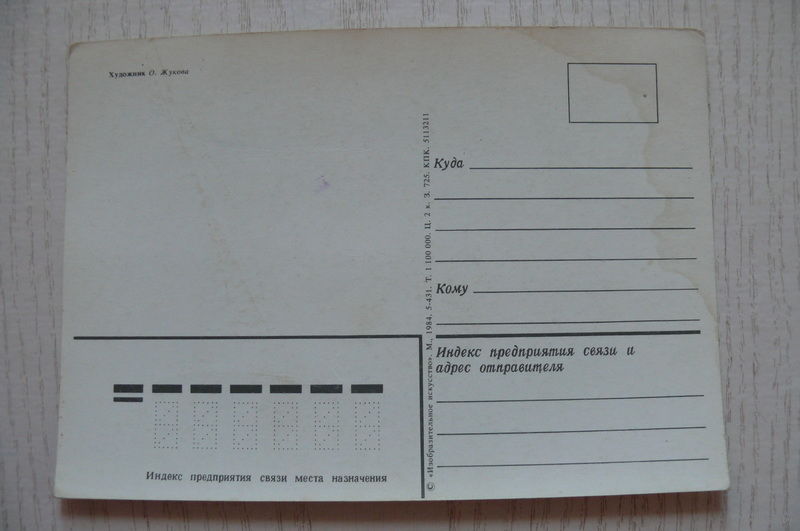 Художник О. Жукова
Куда
Кому
© «Изобразительное искусство». М., 1984. 5-431. Т. 1 100 000. Ц. 2 к. З. 725. КПК. 5113211
Индекс предприятия связи и
адрес отправителя
Индекс предприятия связи места назначения